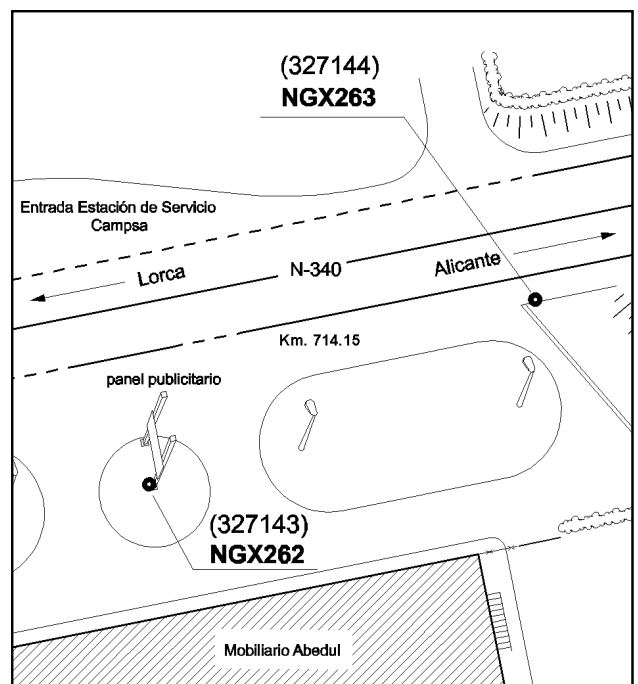 (327144)
NGX263
Entrada Estación de Servicio
Campsa
Lorca
N-340
Alicante
Km. 714.15
panel publicitario
(327143)
NGX262
Mobiliario Abedul